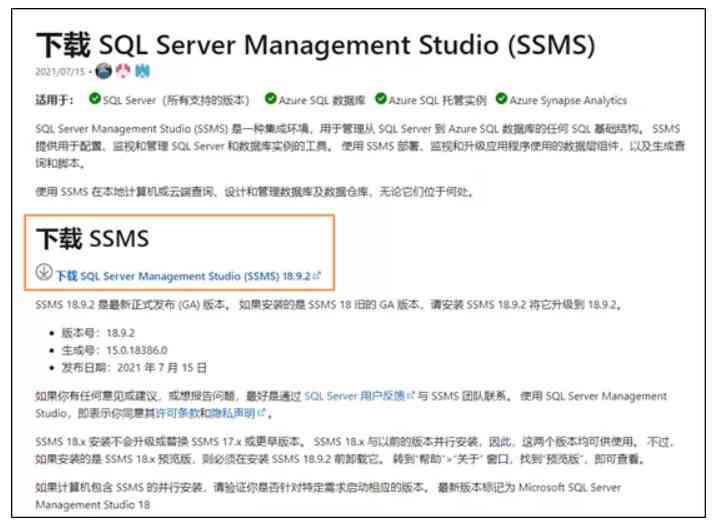 下载 SQL Server Management Studio (SSMS)
2021/07/15 •
适用于： SQL Server（所有支持的版本） Azure SQL 数据库 Azure SQL 托管实例 Azure Synapse Analytics
SQL Server Management Studio (SSMS) 是一种集成环境，用于管理从 SQL Server 到 Azure SQL 数据库的任何 SQL 基础结构。 SSMS
提供用于配置、监视和管理 SQL Server 和数据库实例的工具。 使用 SSMS 部署、监视和升级应用程序使用的数据层组件，以及生成查
询和脚本。
使用 SSMS 在本地计算机或云端查询、设计和管理数据库及数据仓库，无论它们位于何处。
下载 SSMS
下载 SQL Server Management Studio (SSMS) 18.9.2
SSMS 18.9.2 是最新正式发布 (GA) 版本。 如果安装的是 SSMS 18 旧的 GA 版本，请安装 SSMS 18.9.2 将它升级到 18.9.2。
• 版本号：18.9.2
• 生成号：15.0.18386.0
• 发布日期：2021 年 7 月 15 日
如果你有任何意见或建议，或想报告问题，最好是通过 SQL Server 用户反馈 与 SSMS 团队联系。 使用 SQL Server Management
Studio，即表示你同意其许可条款和隐私声明。
SSMS 18.x 安装不会升级或替换 SSMS 17.x 或更早版本。 SSMS 18.x 与以前的版本并行安装，因此，这两个版本均可供使用。 不过，
如果安装的是 SSMS 18.x 预览版，则必须在安装 SSMS 18.9.2 前卸载它。 转到“帮助”>“关于” 窗口，找到“预览版”，即可查看。
如果计算机包含 SSMS 的并行安装，请验证你是否针对特定需求启动相应的版本。 最新版本标记为 Microsoft SQL Server
Management Studio 18